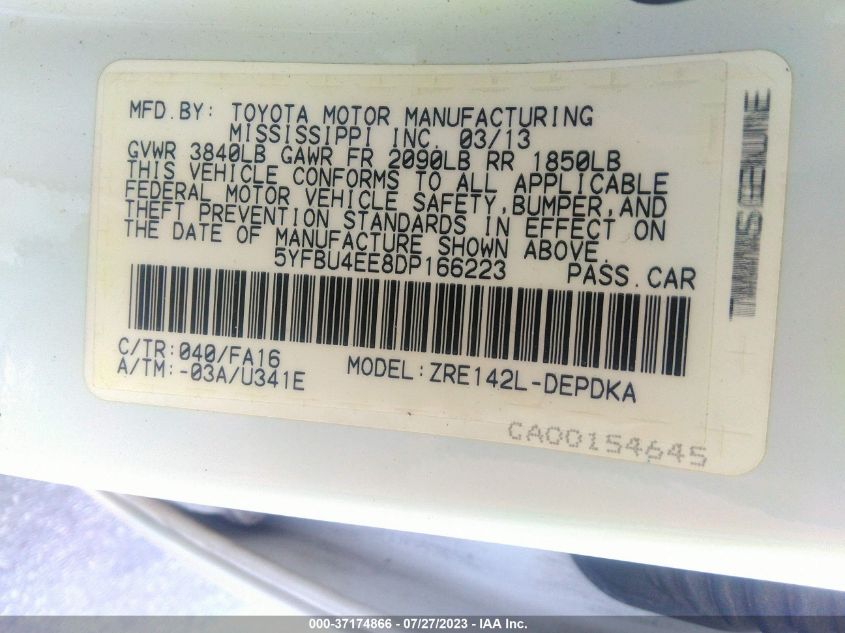 MFD.BY: TOYOTA MOTOR MANUFACTURING
MISSISSIPPI INC. 03/13
GVWR 3840LB GAWR FR 2090LB RR 1850LB
THIS VEHICLE CONFORMS TO ALL APPLICABLE
FEDERAL MOTOR VEHICLE SAFETY,BUMPER,AND
THEFT PREVENTION STANDARDS IN EFFECT ON
THE DATE OF MANUFACTURE SHOWN ABOVE.
5YFBU4EE8DP166223 PASS.CAR
C/TR:040/FA16
A/TM:-03A/U341E
MODEL:ZRE142L-DEPDKA
CA00154645
000-37174866 - 07/27/2023 - IAA Inc.